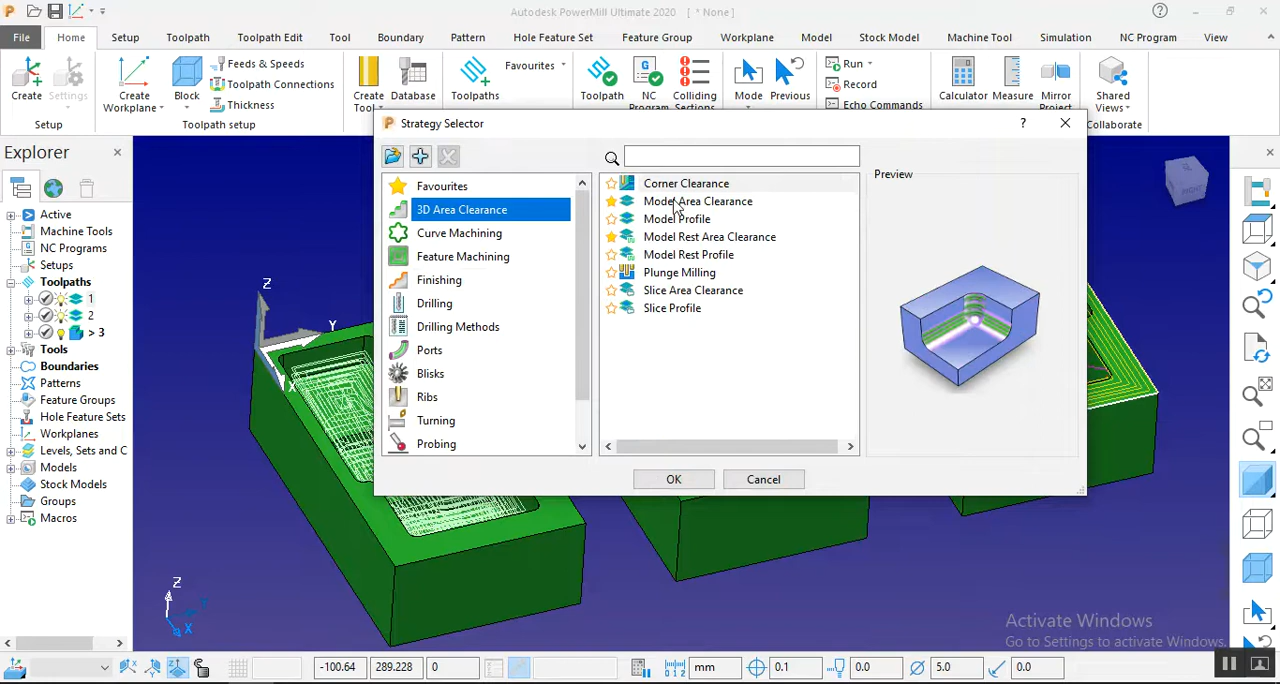 Autodesk PowerMill Ultimate 2020 [ * None ]
File Home Setup Toolpath Toolpath Edit Tool Boundary Pattern Hole Feature Set Feature Group Workplane Model Stock Model Machine Tool Simulation NC Program View
Create
Settings
Setup
Create
Workplane
Block
Feeds & Speeds
Toolpath Connections
Thickness
Toolpath setup
Create
Database
Toolpaths
Favourites
Toolpath
NC
Program
Colliding
Mode
Previous
Run
Record
Echo Commands
Calculator
Measure
Mirror
Project
Shared
Views
Collaborate
Strategy Selector
?
Explorer
Active
Machine Tools
NC Programs
Setups
Toolpaths
1
2
> 3
Tools
Boundaries
Patterns
Feature Groups
Hole Feature Sets
Workplanes
Levels, Sets and C
Models
Stock Models
Groups
Macros
Favourites
3D Area Clearance
Curve Machining
Feature Machining
Finishing
Drilling
Drilling Methods
Ports
Blisks
Ribs
Turning
Probing
Corner Clearance
Model Area Clearance
Model Profile
Model Rest Area Clearance
Model Rest Profile
Plunge Milling
Slice Area Clearance
Slice Profile
Preview
OK
Cancel
Z
Y
X
Z
X
RIGHT
Activate Windows
Go to Settings to activate Windows.
-100.64 289.228 0 mm 0.1 0.0 5.0 0.0